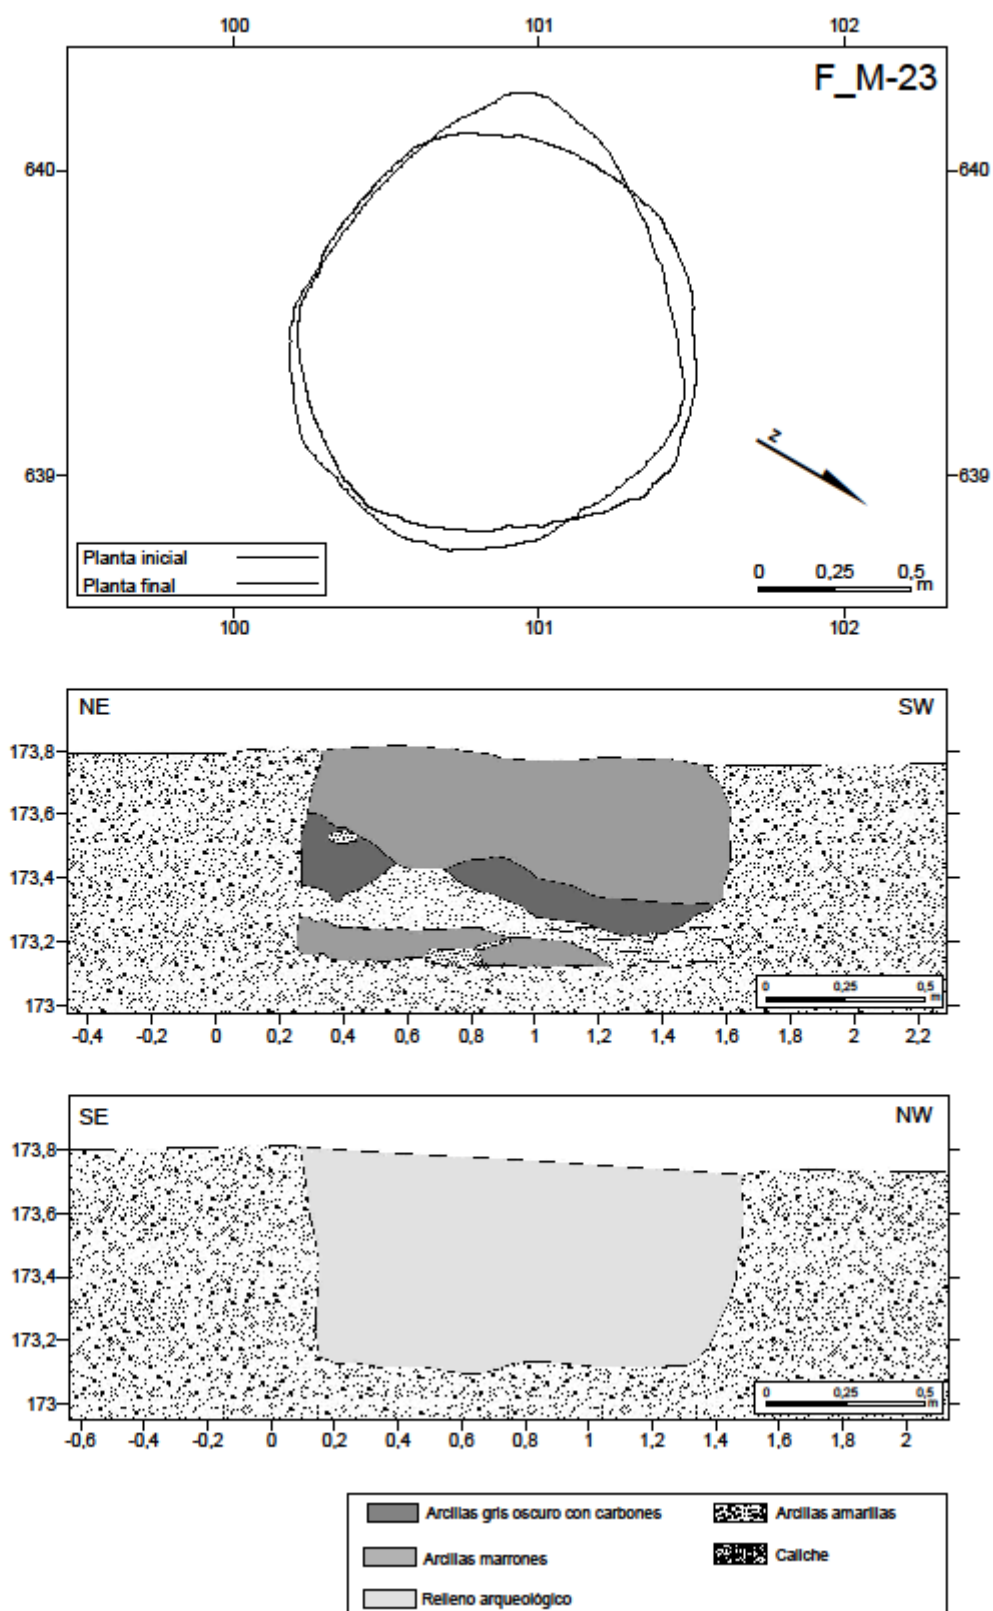 100 101 102
F_M-23
640 640
639 639
N
Planta inicial
Planta final
0 0,25 0,5
m
100 101 102
NE SW
173,8
173,6
173,4
173,2
173
0 0,25 0,5
m
-0,4 -0,2 0 0,2 0,4 0,6 0,8 1 1,2 1,4 1,6 1,8 2 2,2
SE NW
173,8
173,6
173,4
173,2
173
0 0,25 0,5
m
-0,6 -0,4 -0,2 0 0,2 0,4 0,6 0,8 1 1,2 1,4 1,6 1,8 2
Arcillas gris oscuro con carbones Arcillas amarillas
Arcillas marrones Caliche
Relleno arqueológico